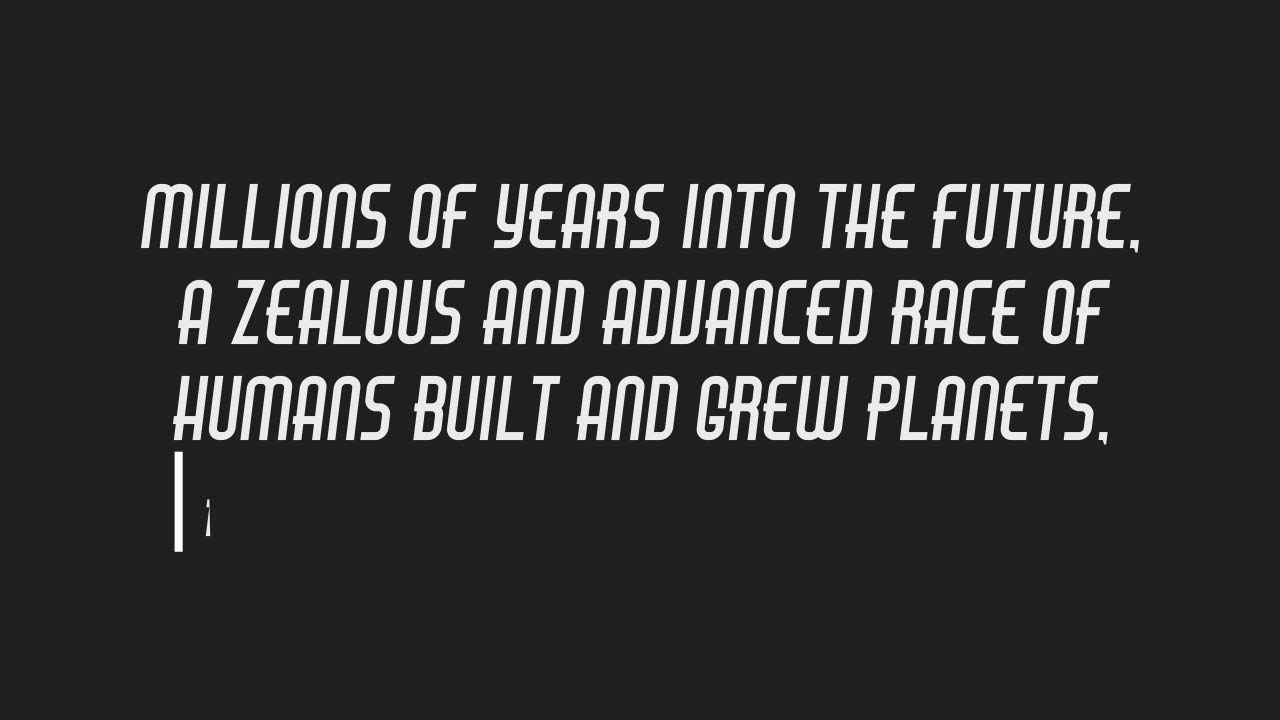 MILLIONS OF YEARS INTO THE FUTURE,
A ZEALOUS AND ADVANCED RACE OF
HUMANS BUILT AND GREW PLANETS,